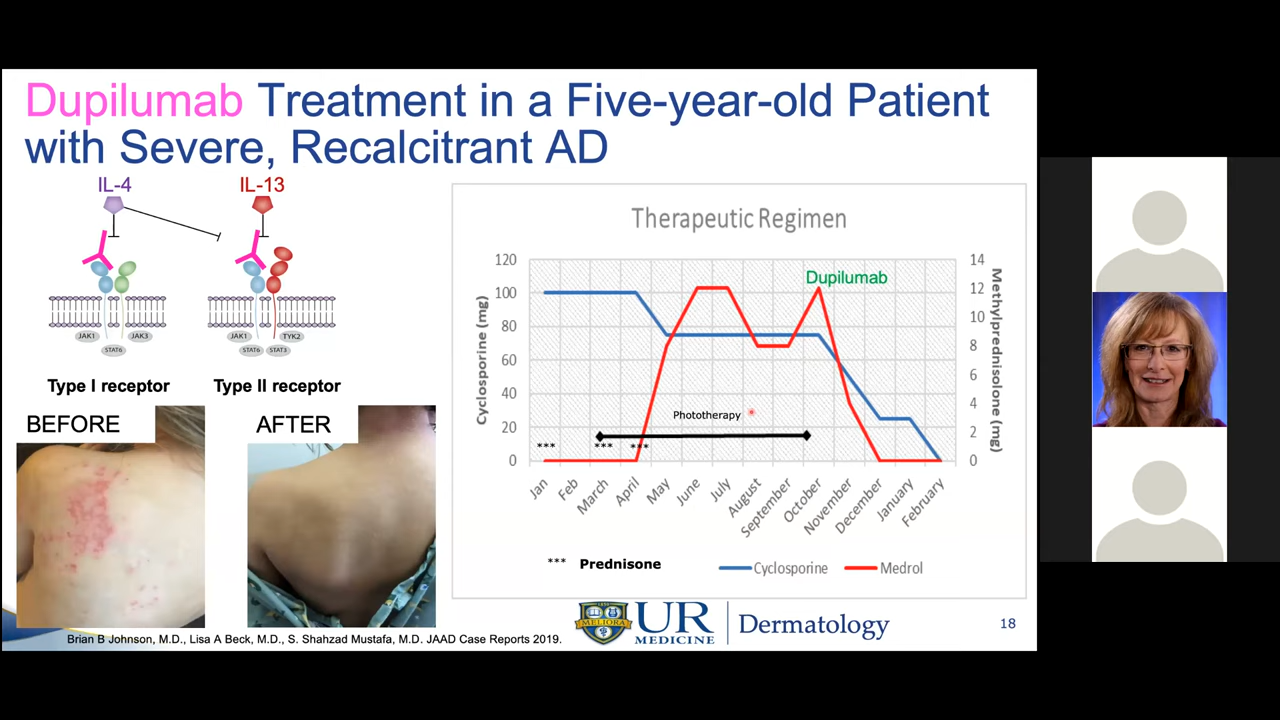 Dupilumab Treatment in a Five-year-old Patient
with Severe, Recalcitrant AD
IL-4
IL-13
JAK1
JAK3
STAT6
JAK1
TYK2
STAT6
STAT3
Type I receptor
Type II receptor
BEFORE
AFTER
Therapeutic Regimen
Cyclosporine (mg)
120
100
80
60
40
20
0
Dupilumab
Phototherapy
***
***
***
14
12
10
8
6
4
2
0
Methylprednisolone (mg)
Jan
Feb
March
April
May
June
July
August
September
October
November
December
January
February
*** Prednisone
Cyclosporine
Medrol
Brian B Johnson, M.D., Lisa A Beck, M.D., S. Shahzad Mustafa, M.D. JAAD Case Reports 2019.
MELIORA
UR
MEDICINE
Dermatology
18